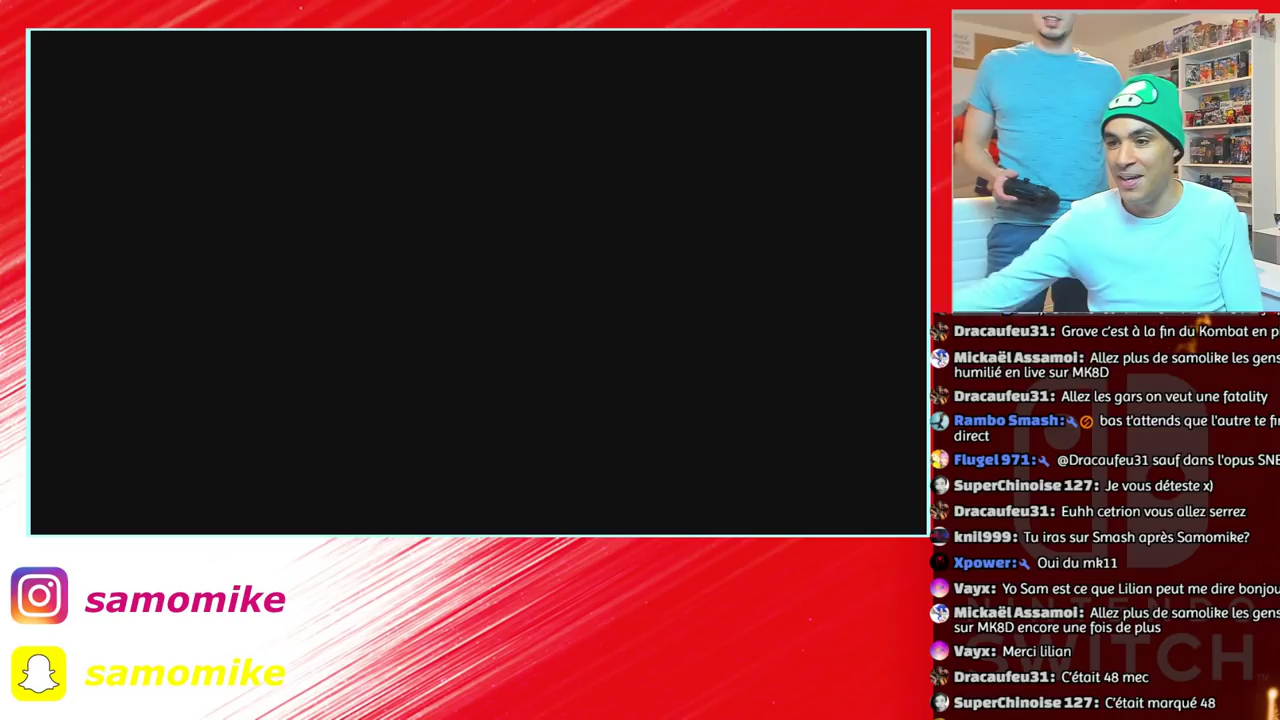 Dracaufeu31: Grave c'est à la fin du Kombat en p
Mickaël Assamoi: Allez plus de samolike les gens
humilié en live sur MK8D
Dracaufeu31: Allez les gars on veut une fatality
Rambo Smash: bas t'attends que l'autre te fi
direct
Flugel 971: @Dracaufeu31 sauf dans l'opus SNE
SuperChinoise 127: Je vous déteste x)
Dracaufeu31: Euhh cetrion vous allez serrez
knil999: Tu iras sur Smash après Samomike?
Xpower: Oui du mk11
Vayx: Yo Sam est ce que Lilian peut me dire bonjou
Mickaël Assamoi: Allez plus de samolike les gens
sur MK8D encore une fois de plus
Vayx: Merci lilian
Dracaufeu31: C'était 48 mec
SuperChinoise 127: C'était marqué 48
NINTENDO
SWITCH
samomike
samomike